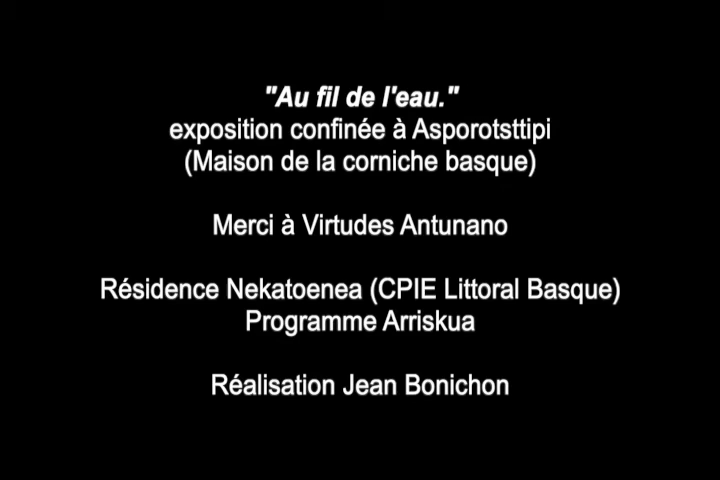 "Au fil de l'eau."
exposition confinée à Asporotsttipi
(Maison de la corniche basque)
Merci à Virtudes Antunano
Résidence Nekatoenea (CPIE Littoral Basque)
Programme Arriskua
Réalisation Jean Bonichon